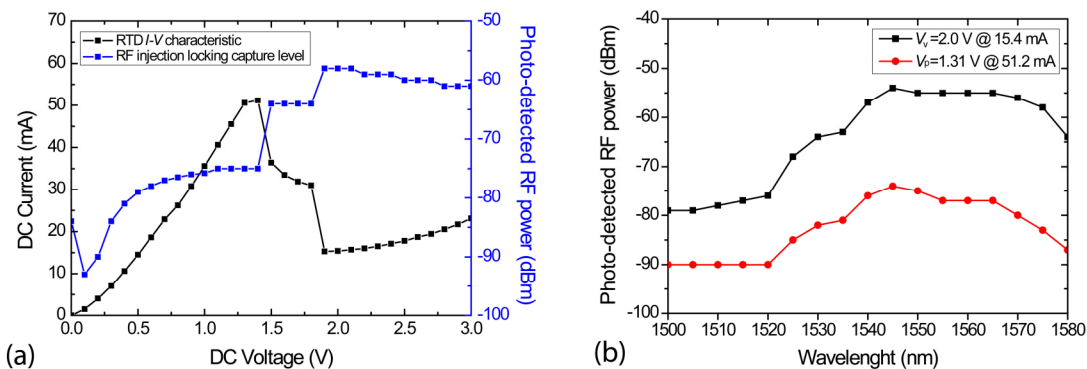 RTD I-V characteristic
RF injection locking capture level
DC Current (mA)
70
60
50
40
30
20
10
0
0.0 0.5 1.0 1.5 2.0 2.5 3.0
DC Voltage (V)
-50
-60
-70
-80
-90
-100
Photo-detected RF power (dBm)
(a)
Vv=2.0 V @ 15.4 mA
Vp=1.31 V @ 51.2 mA
Photo-detected RF power (dBm)
-40
-50
-60
-70
-80
-90
-100
1500 1510 1520 1530 1540 1550 1560 1570 1580
Wavelenght (nm)
(b)